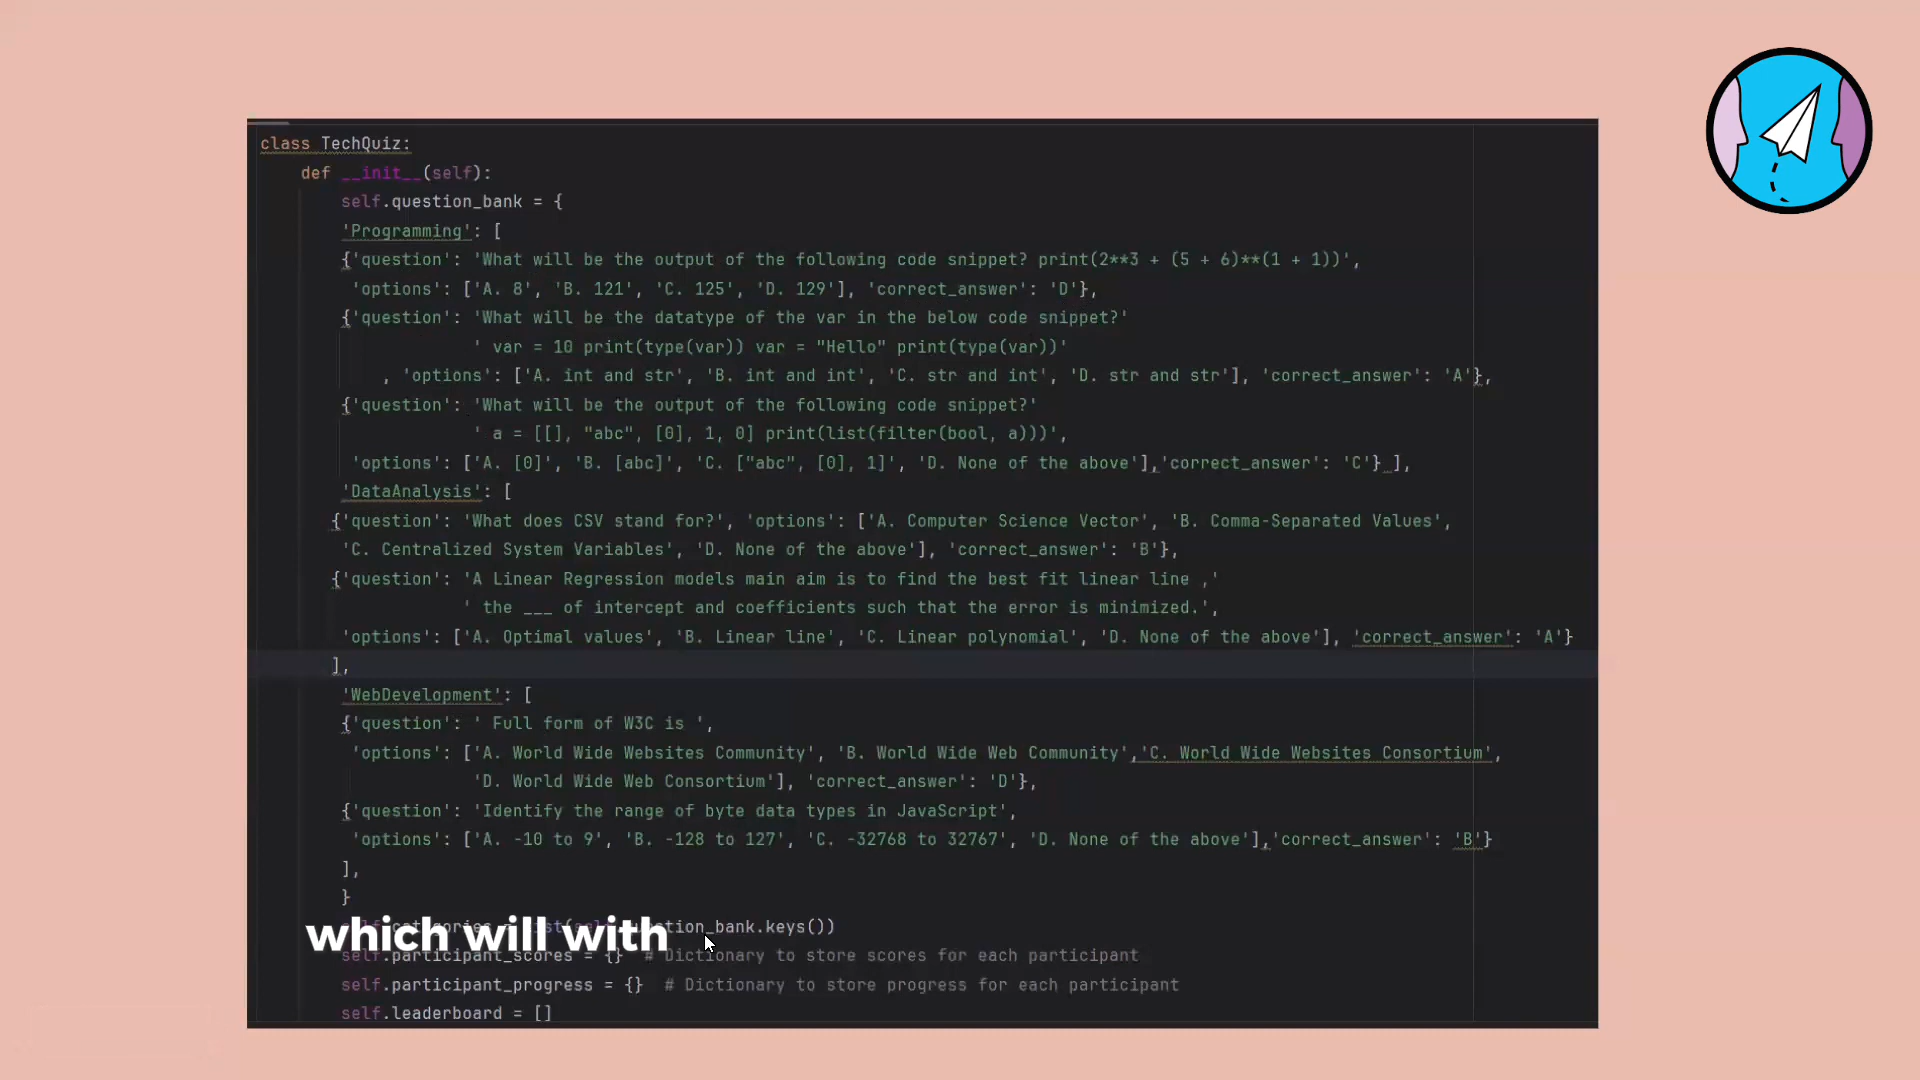 class TechQuiz:
def __init__(self):
self.question_bank = {
'Programming': [
{'question': 'What will be the output of the following code snippet? print(2**3 + (5 + 6)**(1 + 1))',
'options': ['A. 8', 'B. 121', 'C. 125', 'D. 129'], 'correct_answer': 'D'},
{'question': 'What will be the datatype of the var in the below code snippet?'
' var = 10 print(type(var)) var = "Hello" print(type(var))'
, 'options': ['A. int and str', 'B. int and int', 'C. str and int', 'D. str and str'], 'correct_answer': 'A'},
{'question': 'What will be the output of the following code snippet?'
' a = [[], "abc", [0], 1, 0] print(list(filter(bool, a)))',
'options': ['A. [0]', 'B. [abc]', 'C. ["abc", [0], 1]', 'D. None of the above'],'correct_answer': 'C'} ],
'DataAnalysis': [
{'question': 'What does CSV stand for?', 'options': ['A. Computer Science Vector', 'B. Comma-Separated Values',
'C. Centralized System Variables', 'D. None of the above'], 'correct_answer': 'B'},
{'question': 'A Linear Regression models main aim is to find the best fit linear line ,'
' the ___ of intercept and coefficients such that the error is minimized.',
'options': ['A. Optimal values', 'B. Linear line', 'C. Linear polynomial', 'D. None of the above'], 'correct_answer': 'A'}
],
'WebDevelopment': [
{'question': ' Full form of W3C is ',
'options': ['A. World Wide Websites Community', 'B. World Wide Web Community','C. World Wide Websites Consortium',
'D. World Wide Web Consortium'], 'correct_answer': 'D'},
{'question': 'Identify the range of byte data types in JavaScript',
'options': ['A. -10 to 9', 'B. -128 to 127', 'C. -32768 to 32767', 'D. None of the above'],'correct_answer': 'B'}
],
}
self.categories = list(self.question_bank.keys())
which will with
self.participant_scores = {} # Dictionary to store scores for each participant
self.participant_progress = {} # Dictionary to store progress for each participant
self.leaderboard = []